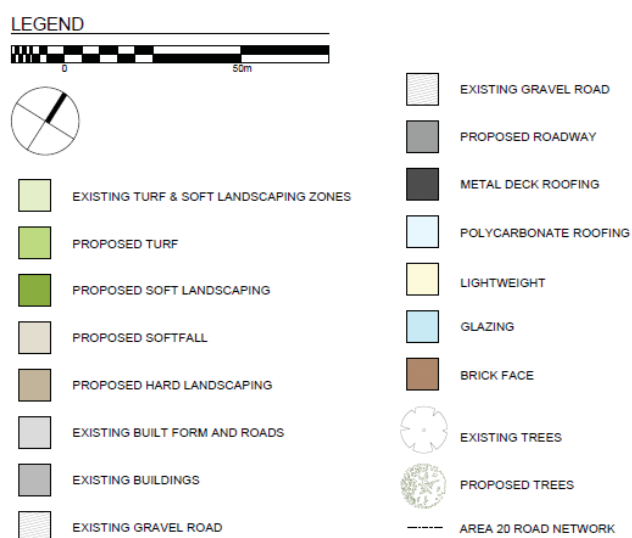 LEGEND
0 50m
EXISTING TURF & SOFT LANDSCAPING ZONES
PROPOSED TURF
PROPOSED SOFT LANDSCAPING
PROPOSED SOFTFALL
PROPOSED HARD LANDSCAPING
EXISTING BUILT FORM AND ROADS
EXISTING BUILDINGS
EXISTING GRAVEL ROAD
EXISTING GRAVEL ROAD
PROPOSED ROADWAY
METAL DECK ROOFING
POLYCARBONATE ROOFING
LIGHTWEIGHT
GLAZING
BRICK FACE
EXISTING TREES
PROPOSED TREES
AREA 20 ROAD NETWORK